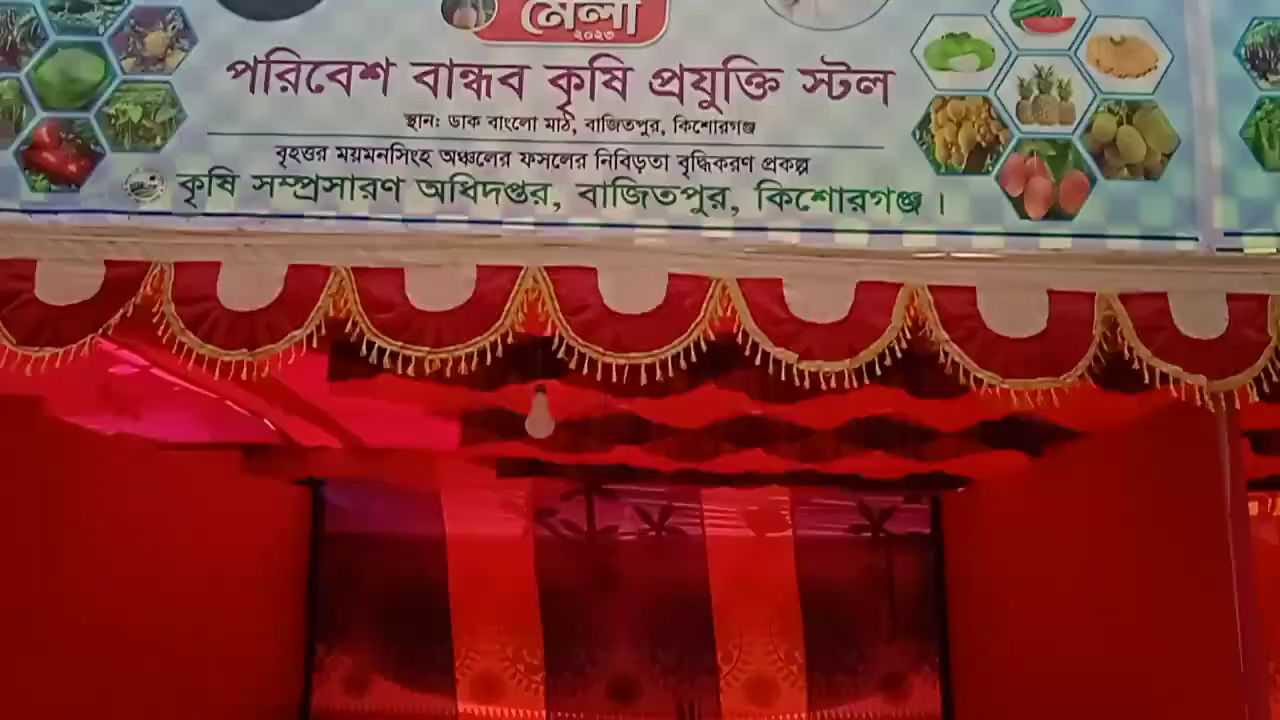 মেলা
২০২৩
পরিবেশ বান্ধব কৃষি প্রযুক্তি স্টল
স্থান: ডাক বাংলো মাঠ, বাজিতপুর, কিশোরগঞ্জ
বৃহত্তর ময়মনসিংহ অঞ্চলের ফসলের নিবিড়তা বৃদ্ধিকরণ প্রকল্প
কৃষি সম্প্রসারণ অধিদপ্তর, বাজিতপুর, কিশোরগঞ্জ।